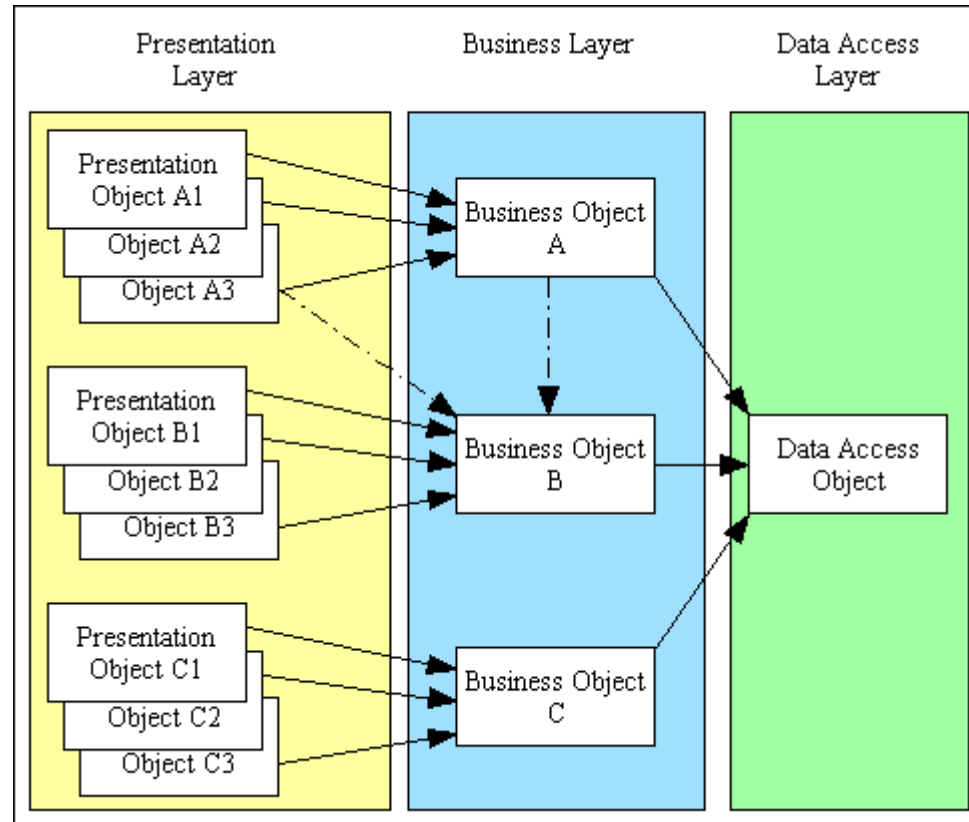 Presentation
Layer
Business Layer
Data Access
Layer
Presentation
Object A1
Object A2
Object A3
Presentation
Object B1
Object B2
Object B3
Presentation
Object C1
Object C2
Object C3
Business Object
A
Business Object
B
Business Object
C
Data Access
Object